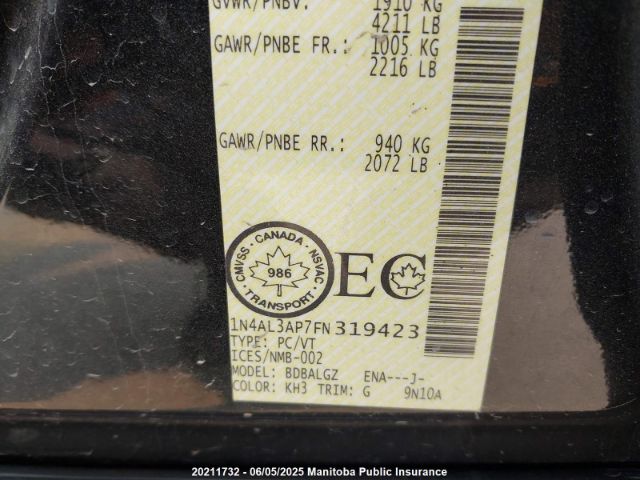 GVWR/PNBV: 1910 KG
4211 LB
GAWR/PNBE FR.: 1005 KG
2216 LB
GAWR/PNBE RR.: 940 KG
2072 LB
CMVSS · CANADA · NSVAC
986
TRANSPORT
EC
1N4AL3AP7FN319423
TYPE: PC/VT
ICES/NMB-002
MODEL: BDBALGZ ENA---J-
COLOR: KH3 TRIM: G 9N10A
20211732 - 06/05/2025 Manitoba Public Insurance